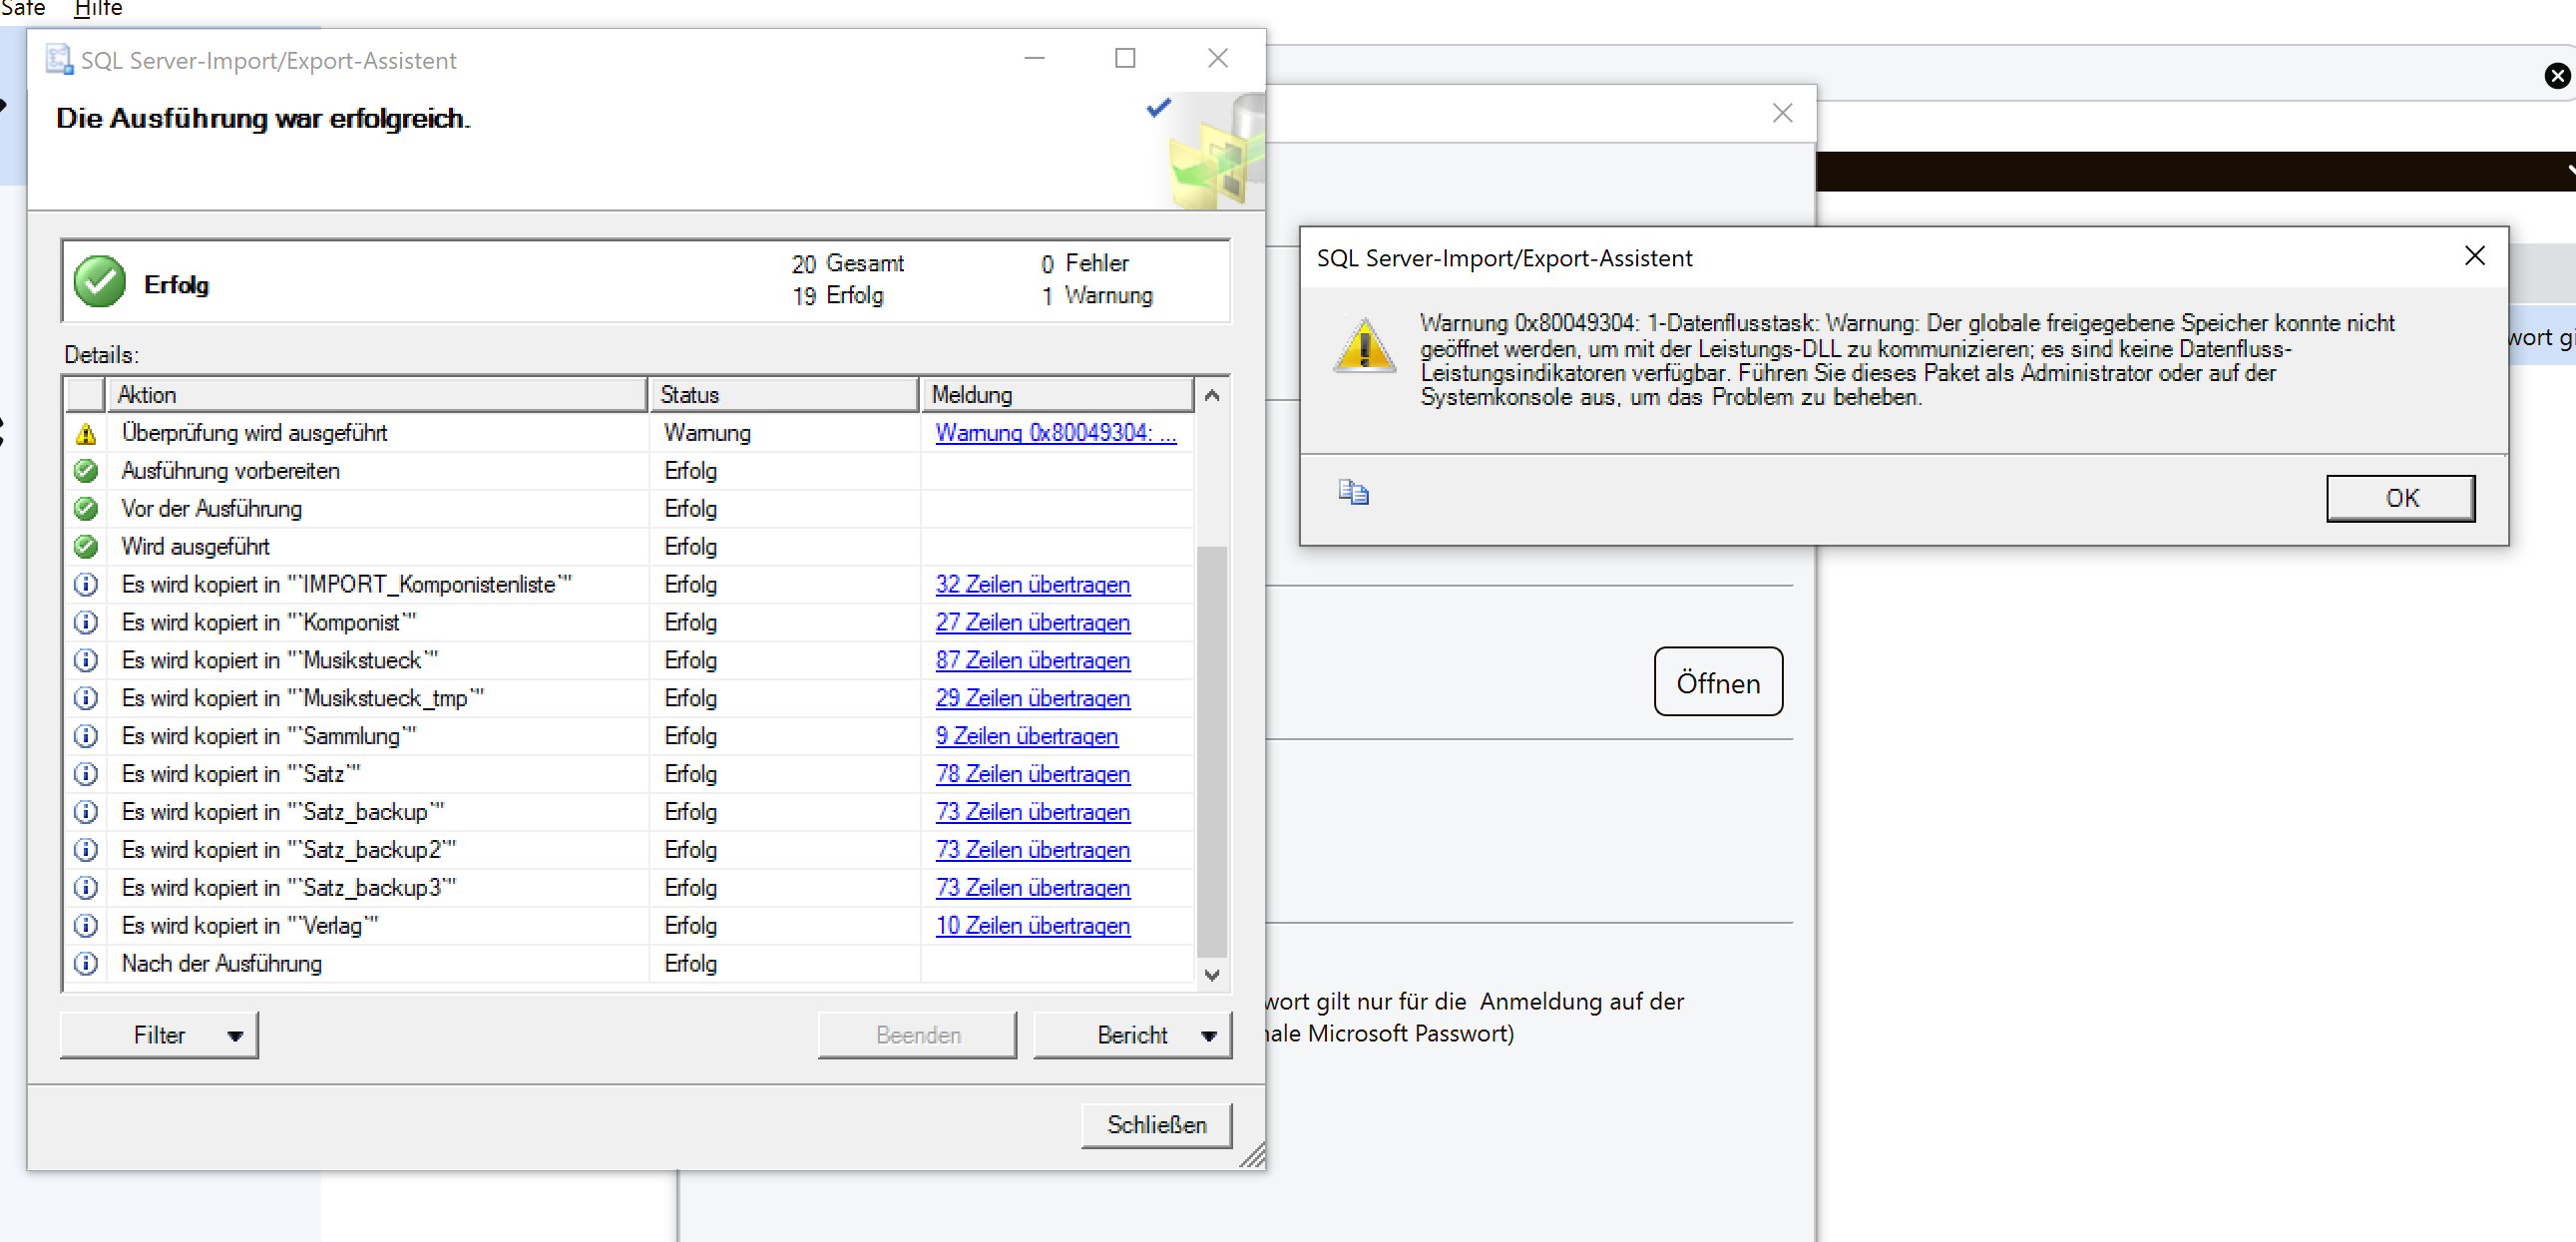 Safe Hilfe
SQL Server-Import/Export-Assistent
Die Ausführung war erfolgreich.
Erfolg
20 Gesamt 0 Fehler
19 Erfolg 1 Warnung
Details:
Aktion Status Meldung
Überprüfung wird ausgeführt Warnung Warnung 0x80049304: ...
Ausführung vorbereiten Erfolg
Vor der Ausführung Erfolg
Wird ausgeführt Erfolg
Es wird kopiert in "`IMPORT_Komponistenliste`" Erfolg 32 Zeilen übertragen
Es wird kopiert in "`Komponist`" Erfolg 27 Zeilen übertragen
Es wird kopiert in "`Musikstueck`" Erfolg 87 Zeilen übertragen
Es wird kopiert in "`Musikstueck_tmp`" Erfolg 29 Zeilen übertragen
Es wird kopiert in "`Sammlung`" Erfolg 9 Zeilen übertragen
Es wird kopiert in "`Satz`" Erfolg 78 Zeilen übertragen
Es wird kopiert in "`Satz_backup`" Erfolg 73 Zeilen übertragen
Es wird kopiert in "`Satz_backup2`" Erfolg 73 Zeilen übertragen
Es wird kopiert in "`Satz_backup3`" Erfolg 73 Zeilen übertragen
Es wird kopiert in "`Verlag`" Erfolg 10 Zeilen übertragen
Nach der Ausführung Erfolg
Filter Beenden Bericht
Schließen
SQL Server-Import/Export-Assistent
Warnung 0x80049304: 1-Datenflusstask: Warnung: Der globale freigegebene Speicher konnte nicht
geöffnet werden, um mit der Leistungs-DLL zu kommunizieren; es sind keine Datenfluss-
Leistungsindikatoren verfügbar. Führen Sie dieses Paket als Administrator oder auf der
Systemkonsole aus, um das Problem zu beheben.
OK
wort gi
Öffnen
wort gilt nur für die Anmeldung auf der
nale Microsoft Passwort)